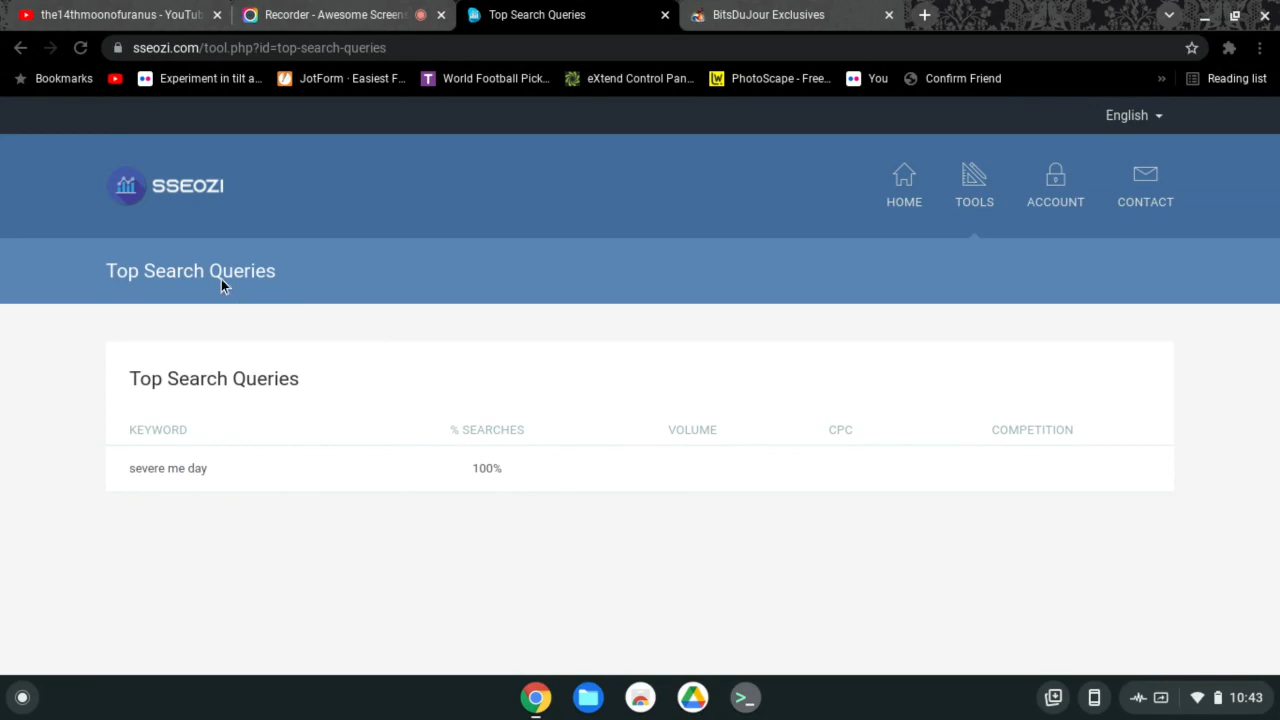 the14thmoonofuranus - YouTub
Recorder - Awesome Screens
Top Search Queries
BitsDuJour Exclusives
sseozi.com/tool.php?id=top-search-queries
Bookmarks
Experiment in tilt a...
JotForm · Easiest F...
T
World Football Pick...
eXtend Control Pan...
W
PhotoScape - Free...
You
Confirm Friend
»
Reading list
English
SSEOZI
HOME
TOOLS
ACCOUNT
CONTACT
Top Search Queries
Top Search Queries
KEYWORD % SEARCHES VOLUME CPC COMPETITION
severe me day 100%
10:43